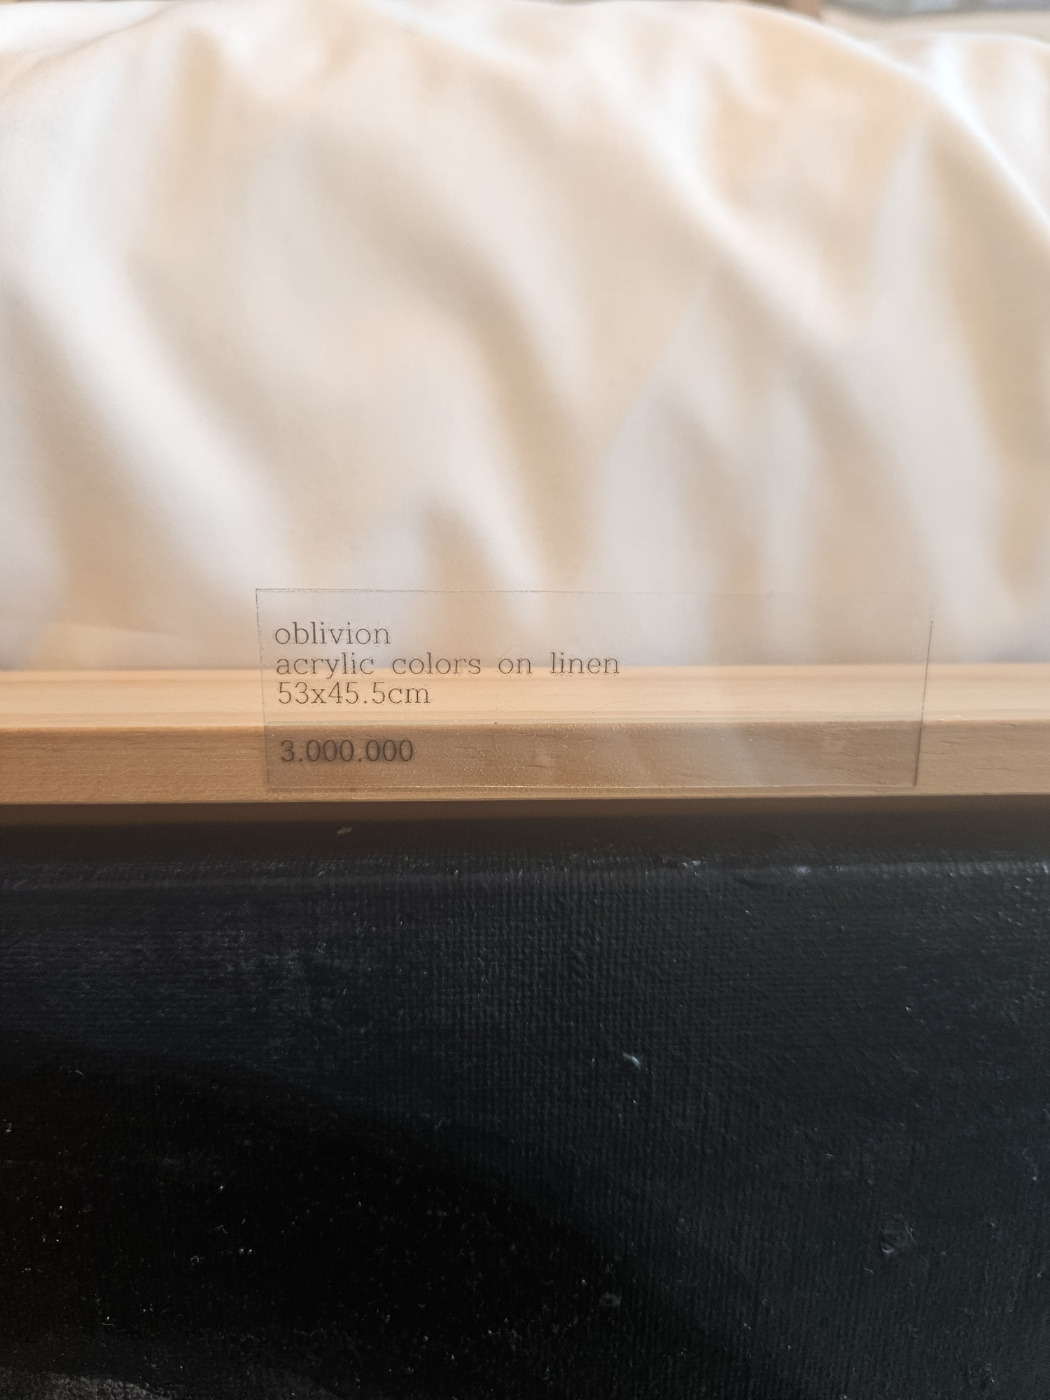 oblivion
acrylic colors on linen
53x45.5cm
3.000.000